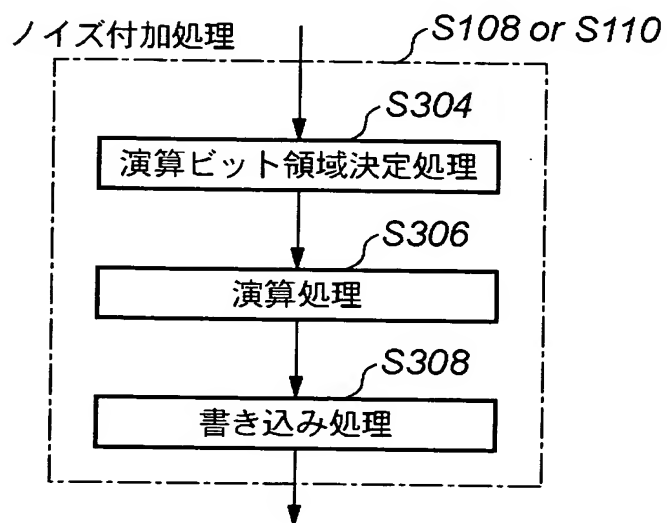 ノイズ付加処理
S108 or S110
S304
演算ビット領域決定処理
S306
演算処理
S308
書き込み処理